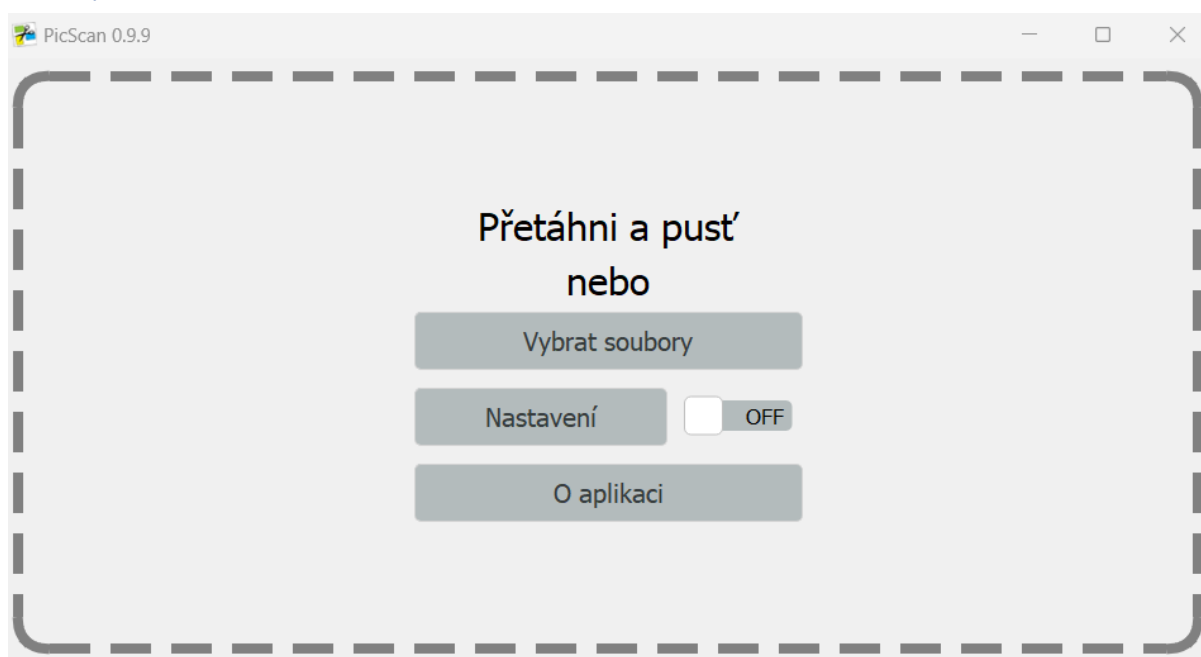 PicScan 0.9.9
Přetáhni a pusť
nebo
Vybrat soubory
Nastavení
OFF
O aplikaci